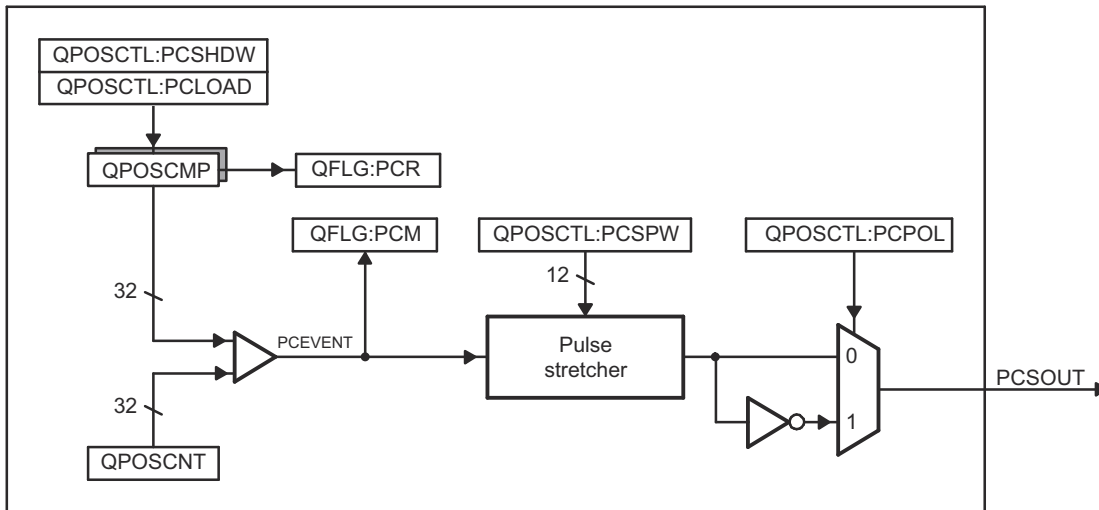 QPOSCTL:PCSHDW
QPOSCTL:PCLOAD
QPOSCMP
QFLG:PCR
QFLG:PCM
QPOSCTL:PCSPW
QPOSCTL:PCPOL
12
32
PCEVENT
Pulse
stretcher
0
PCSOUT
32
1
QPOSCNT